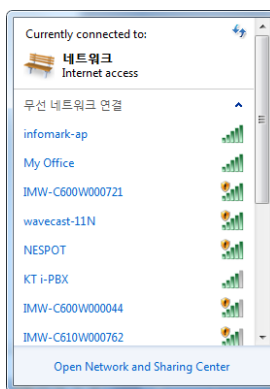 Currently connected to:
네트워크
Internet access
무선 네트워크 연결
infomark-ap
My Office
IMW-C600W000721
wavecast-11N
NESPOT
KT i-PBX
IMW-C600W000044
IMW-C610W000762
Open Network and Sharing Center